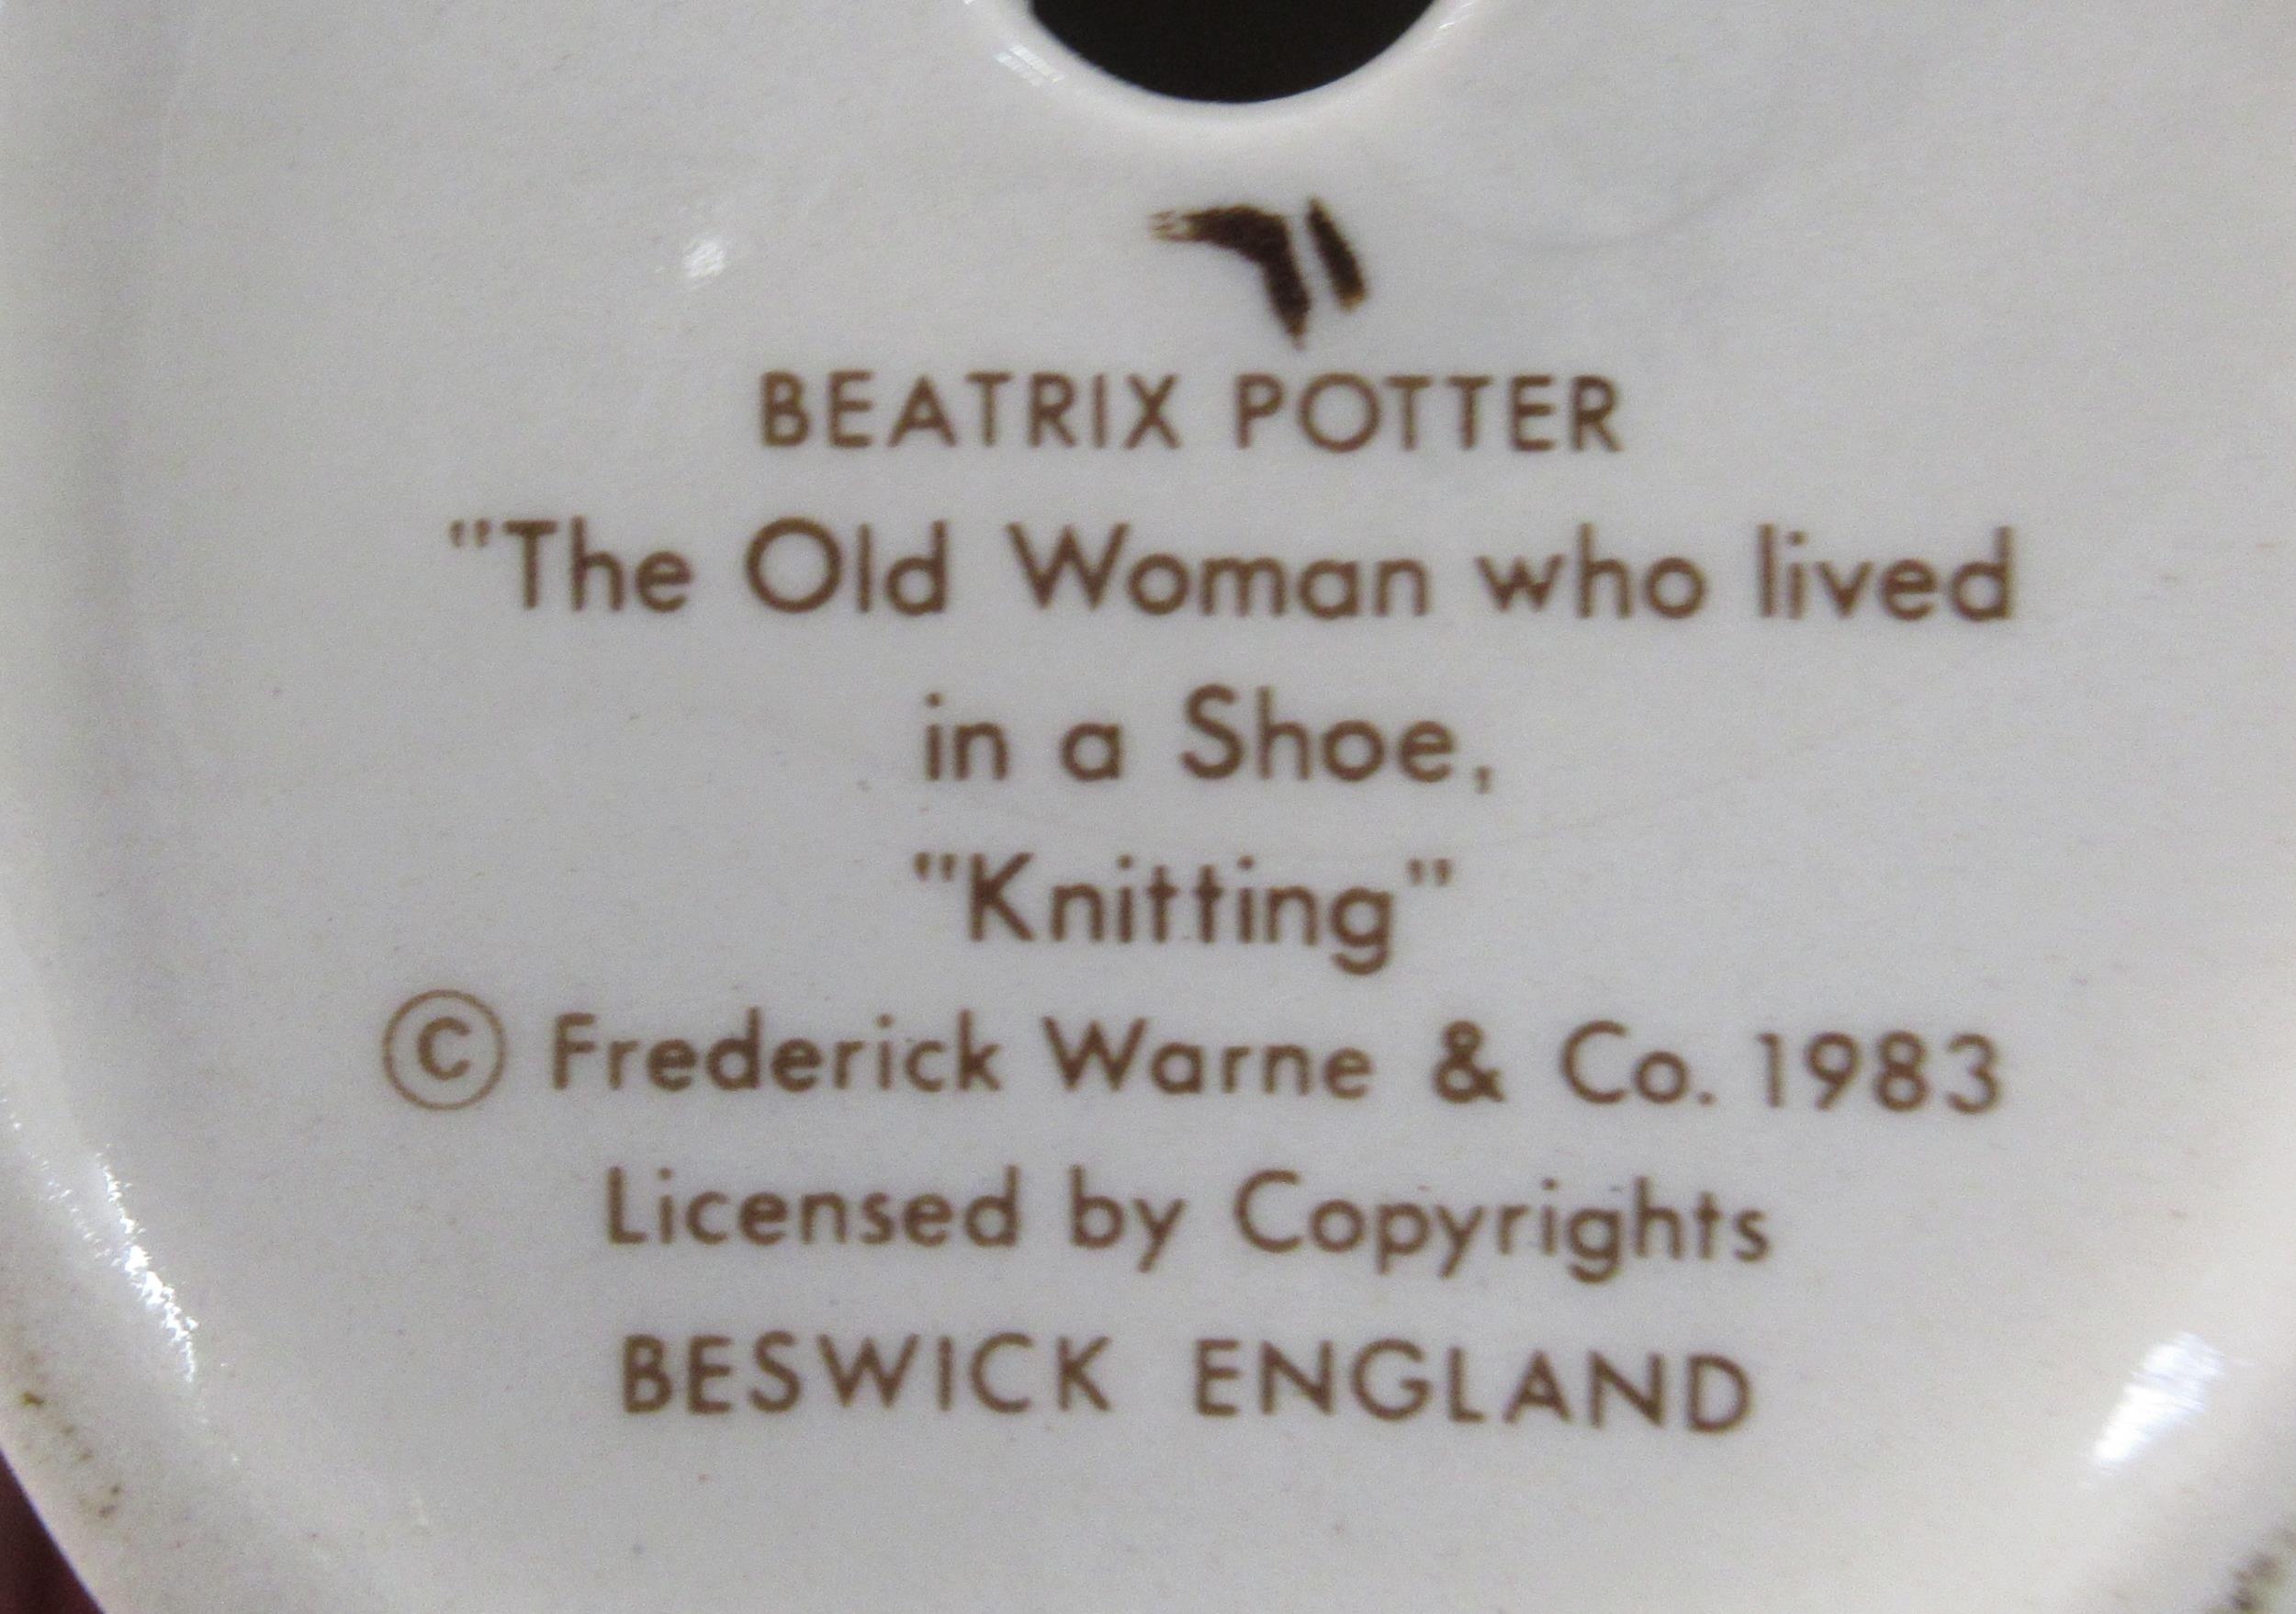 BEATRIX POTTER
"The Old Woman who lived
in a Shoe,
"Knitting"
© Frederick Warne & Co. 1983
Licensed by Copyrights
BESWICK ENGLAND